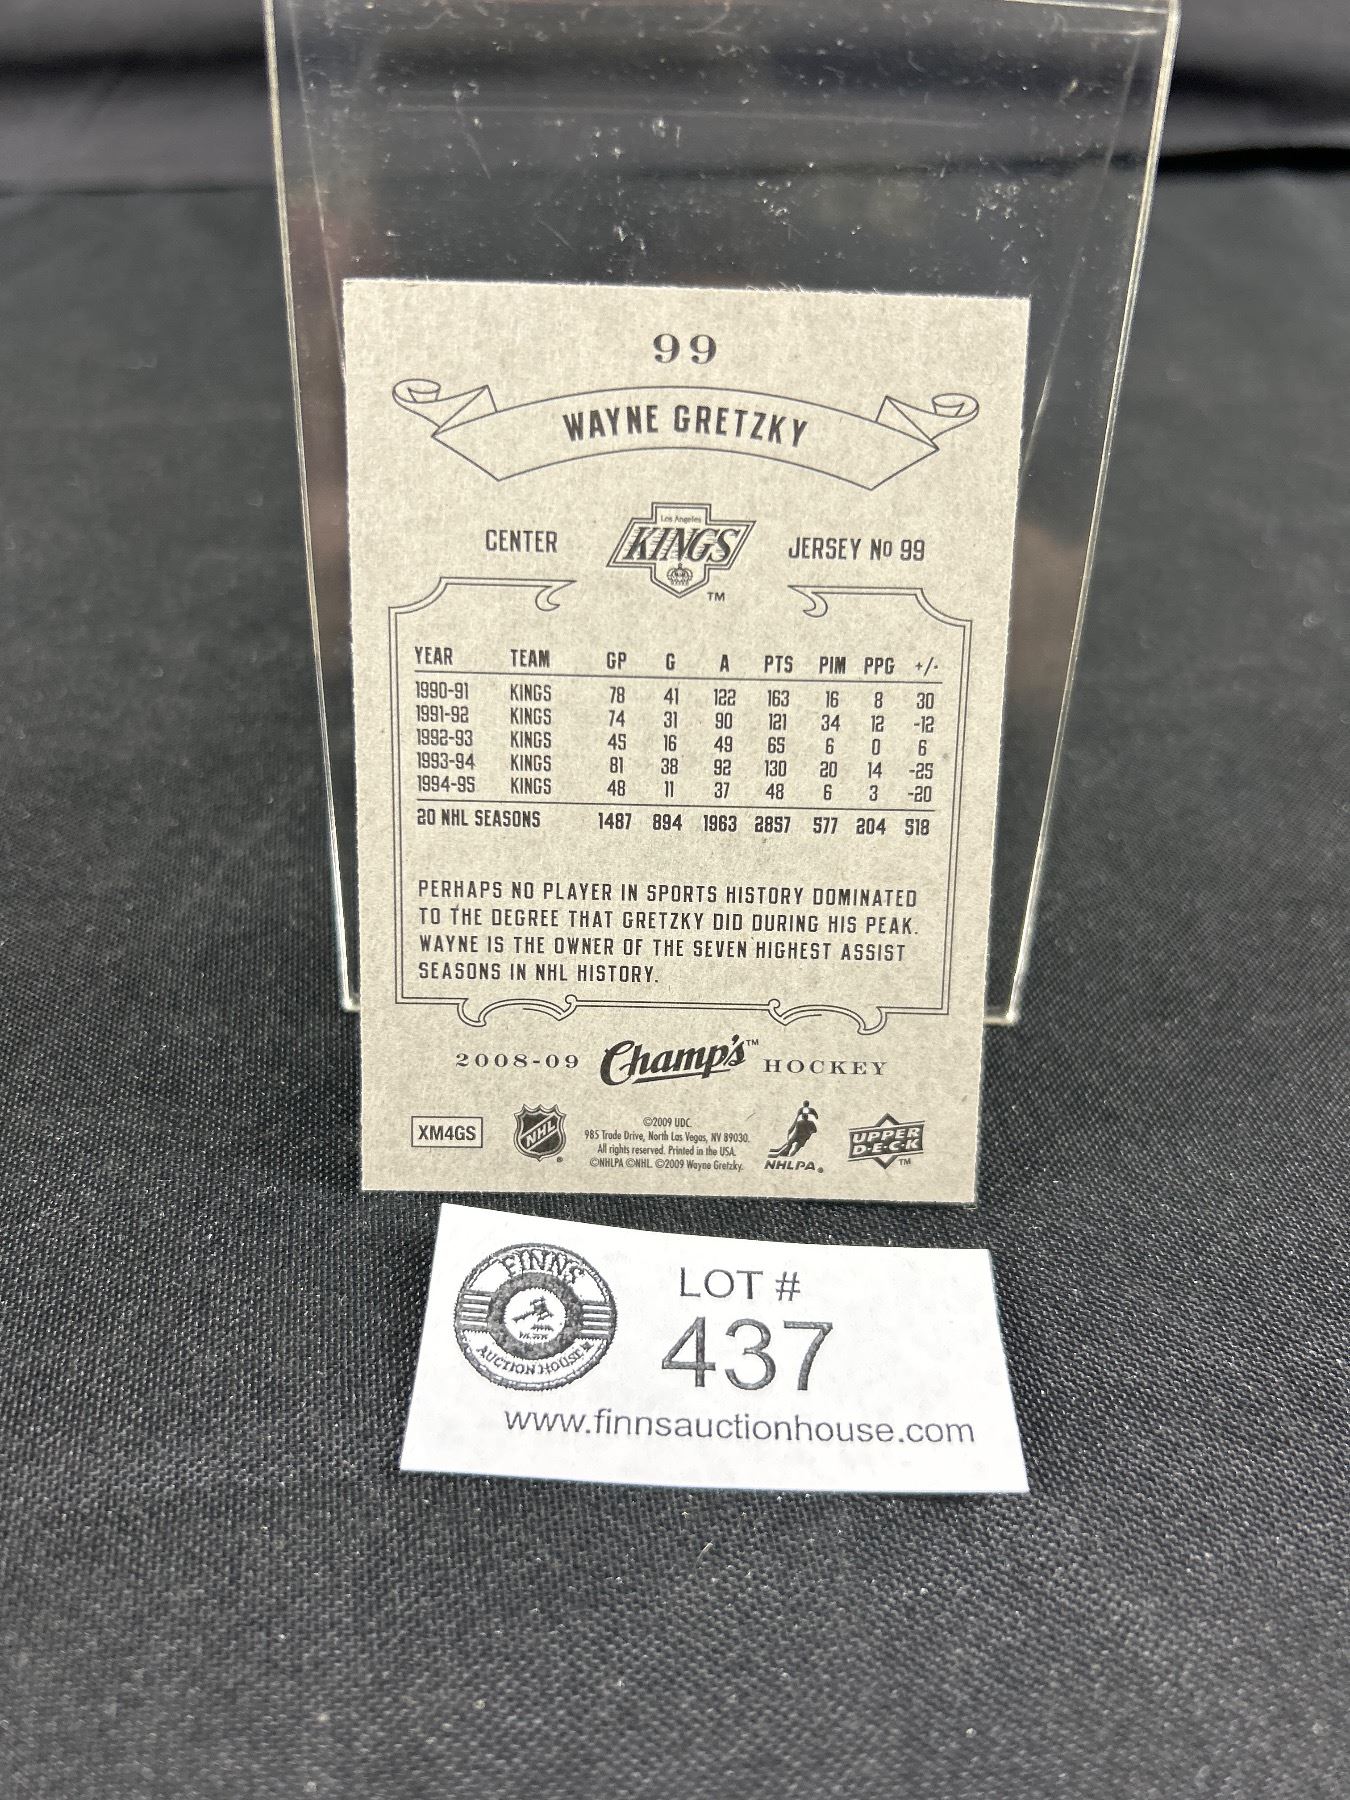 99
WAYNE GRETZKY
CENTER
Los Angeles
KINGS
TM
JERSEY No 99
YEAR TEAM GP G A PTS PIM PPG +/-
1990-91 KINGS 78 41 122 163 16 8 30
1991-92 KINGS 74 31 90 121 34 12 -12
1992-93 KINGS 45 16 49 65 6 0 6
1993-94 KINGS 81 38 92 130 20 14 -25
1994-95 KINGS 48 11 37 48 6 3 -20
20 NHL SEASONS 1487 894 1963 2857 577 204 518
PERHAPS NO PLAYER IN SPORTS HISTORY DOMINATED
TO THE DEGREE THAT GRETZKY DID DURING HIS PEAK.
WAYNE IS THE OWNER OF THE SEVEN HIGHEST ASSIST
SEASONS IN NHL HISTORY.
2008-09 Champ's™ HOCKEY
XM4GS
NHL
®
©2009 UDC.
985 Trade Drive, North Las Vegas, NV 89030.
All rights reserved. Printed in the USA.
©NHLPA ©NHL. ©2009 Wayne Gretzky.
NHLPA®
UPPER
D·E·C·K
TM
FINNS
AUCTION HOUSE
LOT #
437
www.finnsauctionhouse.com